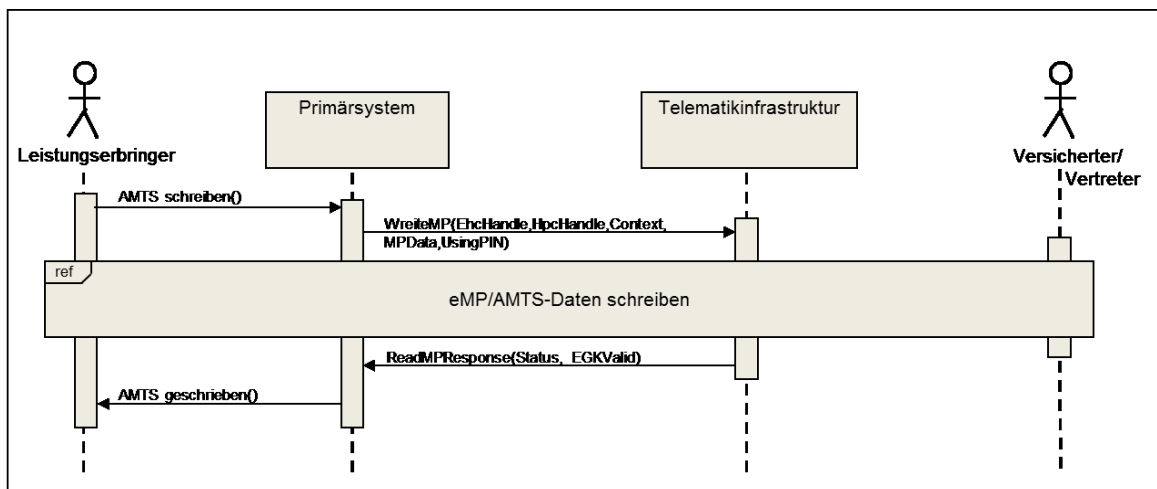 Primärsystem
Telematikinfrastruktur
Leistungserbringer
Versicherter/
Vertreter
AMTS schreiben()
WreiteMP(EhcHandle,HpcHandle,Context,
MPData,UsingPIN)
ref
eMP/AMTS-Daten schreiben
ReadMPResponse(Status, EGKValid)
AMTS geschrieben()